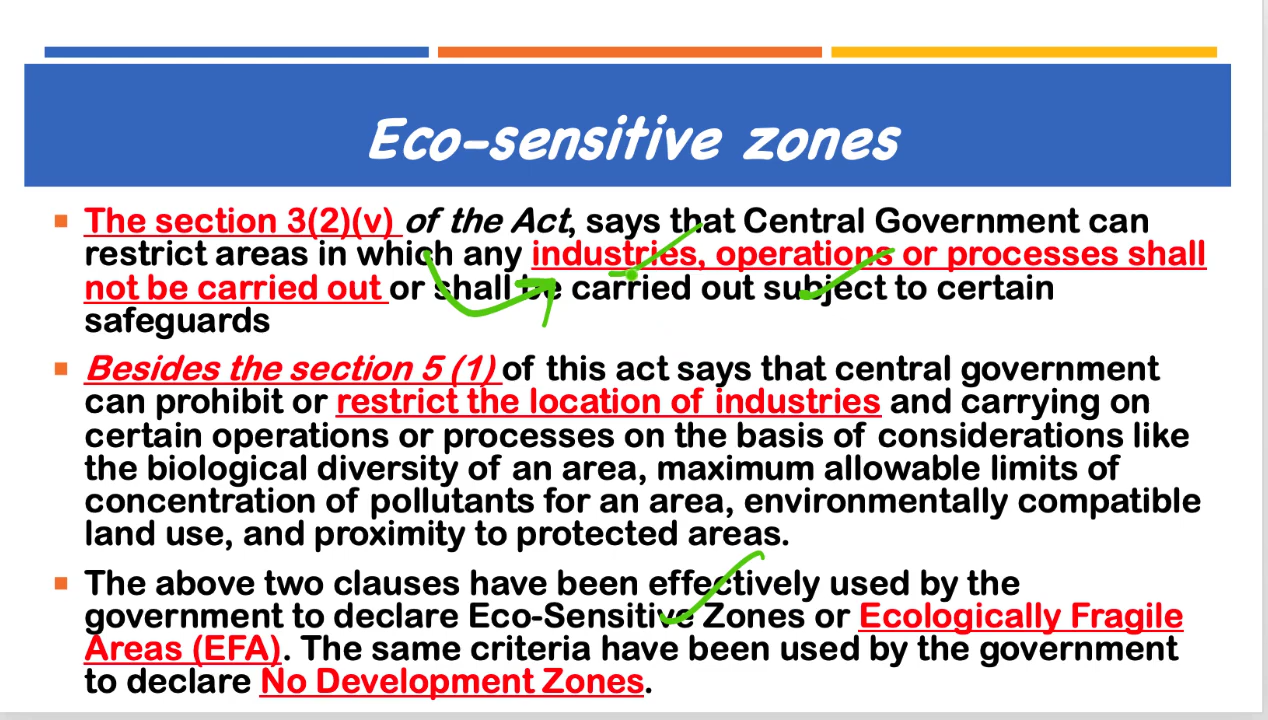 Eco-sensitive zones
The section 3(2)(v) of the Act, says that Central Government can
restrict areas in which any industries, operations or processes shall
not be carried out or shall be carried out subject to certain
safeguards
Besides the section 5 (1) of this act says that central government
can prohibit or restrict the location of industries and carrying on
certain operations or processes on the basis of considerations like
the biological diversity of an area, maximum allowable limits of
concentration of pollutants for an area, environmentally compatible
land use, and proximity to protected areas.
The above two clauses have been effectively used by the
government to declare Eco-Sensitive Zones or Ecologically Fragile
Areas (EFA). The same criteria have been used by the government
to declare No Development Zones.